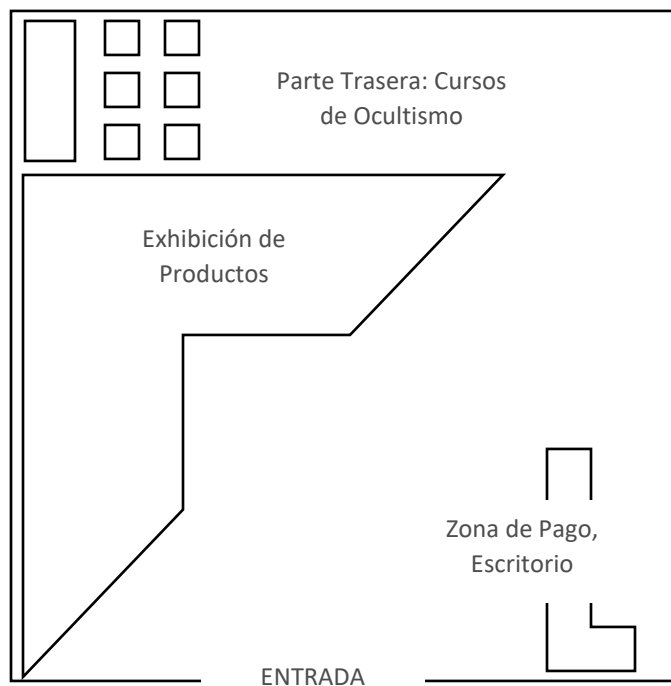 Parte Trasera: Cursos
de Ocultismo
Exhibición de
Productos
Zona de Pago,
Escritorio
ENTRADA